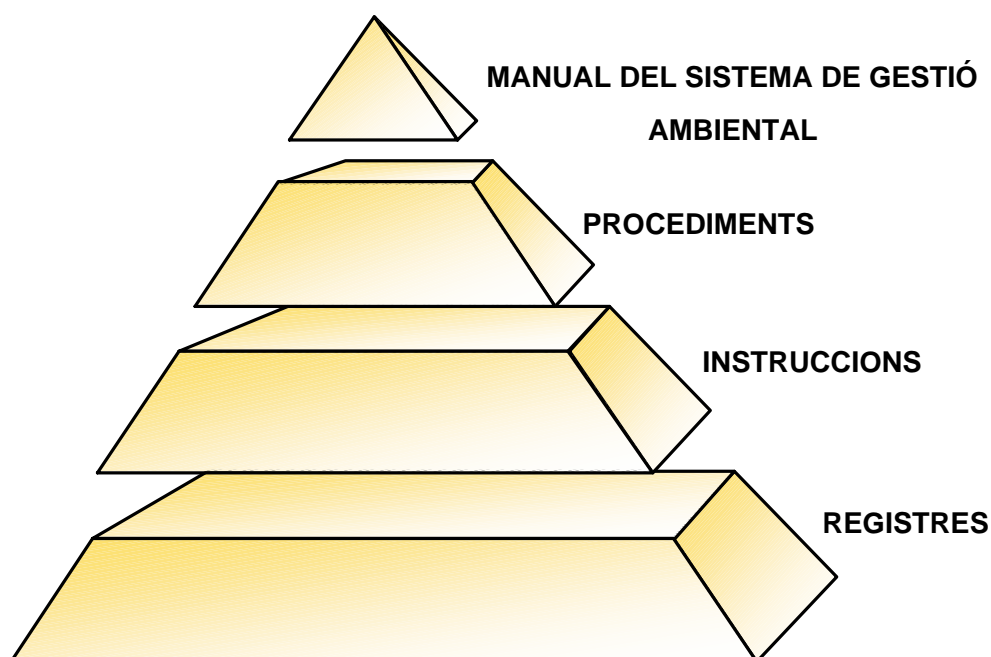 MANUAL DEL SISTEMA DE GESTIÓ
AMBIENTAL
PROCEDIMENTS
INSTRUCCIONS
REGISTRES